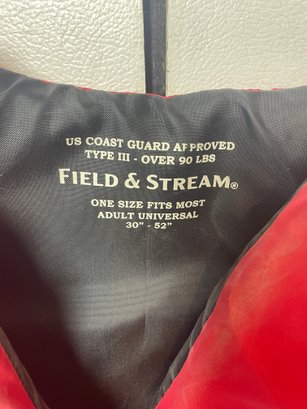 US COAST GUARD APPROVED
TYPE III - OVER 90 LBS
FIELD & STREAM®
ONE SIZE FITS MOST
ADULT UNIVERSAL
30" - 52"